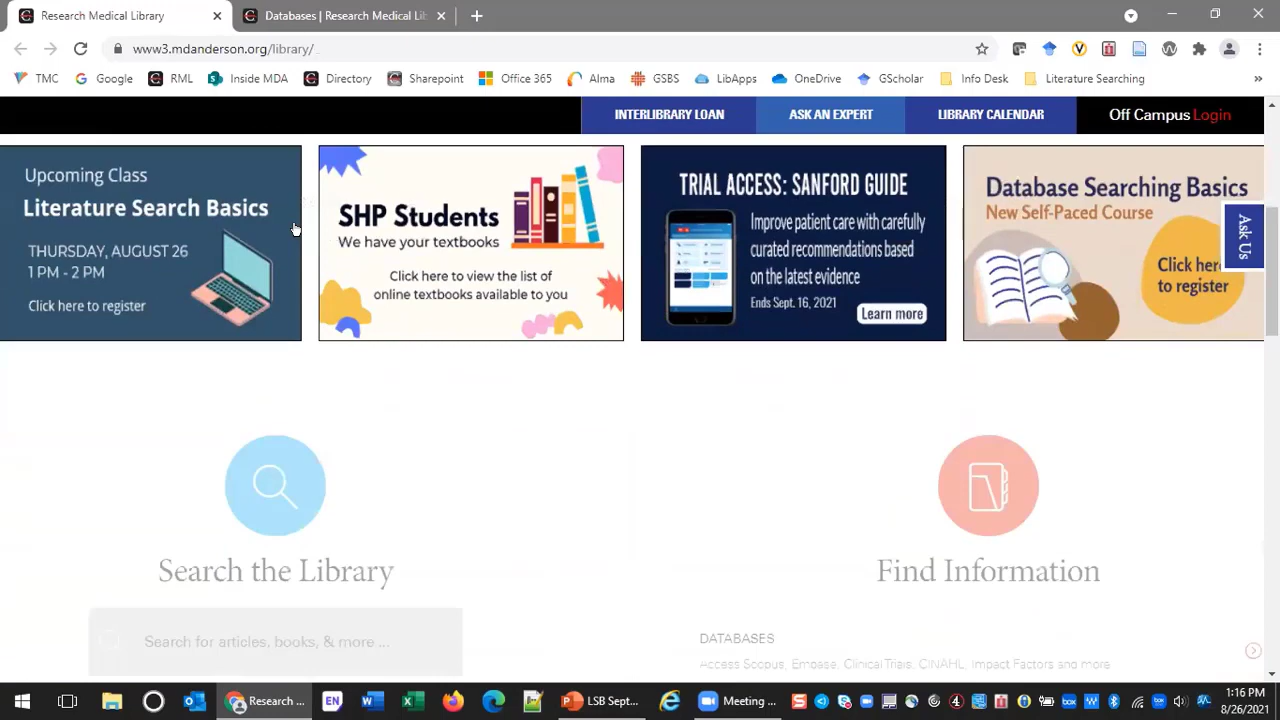 Research Medical Library
Databases | Research Medical Lib
www3.mdanderson.org/library/
TMC
Google
RML
Inside MDA
Directory
Sharepoint
Office 365
Alma
GSBS
LibApps
OneDrive
GScholar
Info Desk
Literature Searching
INTERLIBRARY LOAN
ASK AN EXPERT
LIBRARY CALENDAR
Off Campus Login
Upcoming Class
Literature Search Basics
THURSDAY, AUGUST 26
1 PM - 2 PM
Click here to register
SHP Students
We have your textbooks
Click here to view the list of
online textbooks available to you
TRIAL ACCESS: SANFORD GUIDE
Improve patient care with carefully
curated recommendations based
on the latest evidence
Ends Sept. 16, 2021
Learn more
Database Searching Basics
New Self-Paced Course
Click here
to register
Ask Us
Search the Library
Search for articles, books, & more ...
Find Information
DATABASES
Access Scopus, Embase, Clinical Trials, CINAHL, Impact Factors and more
Research ...
EN
LSB Sept...
Meeting ...
1:16 PM
8/26/2021